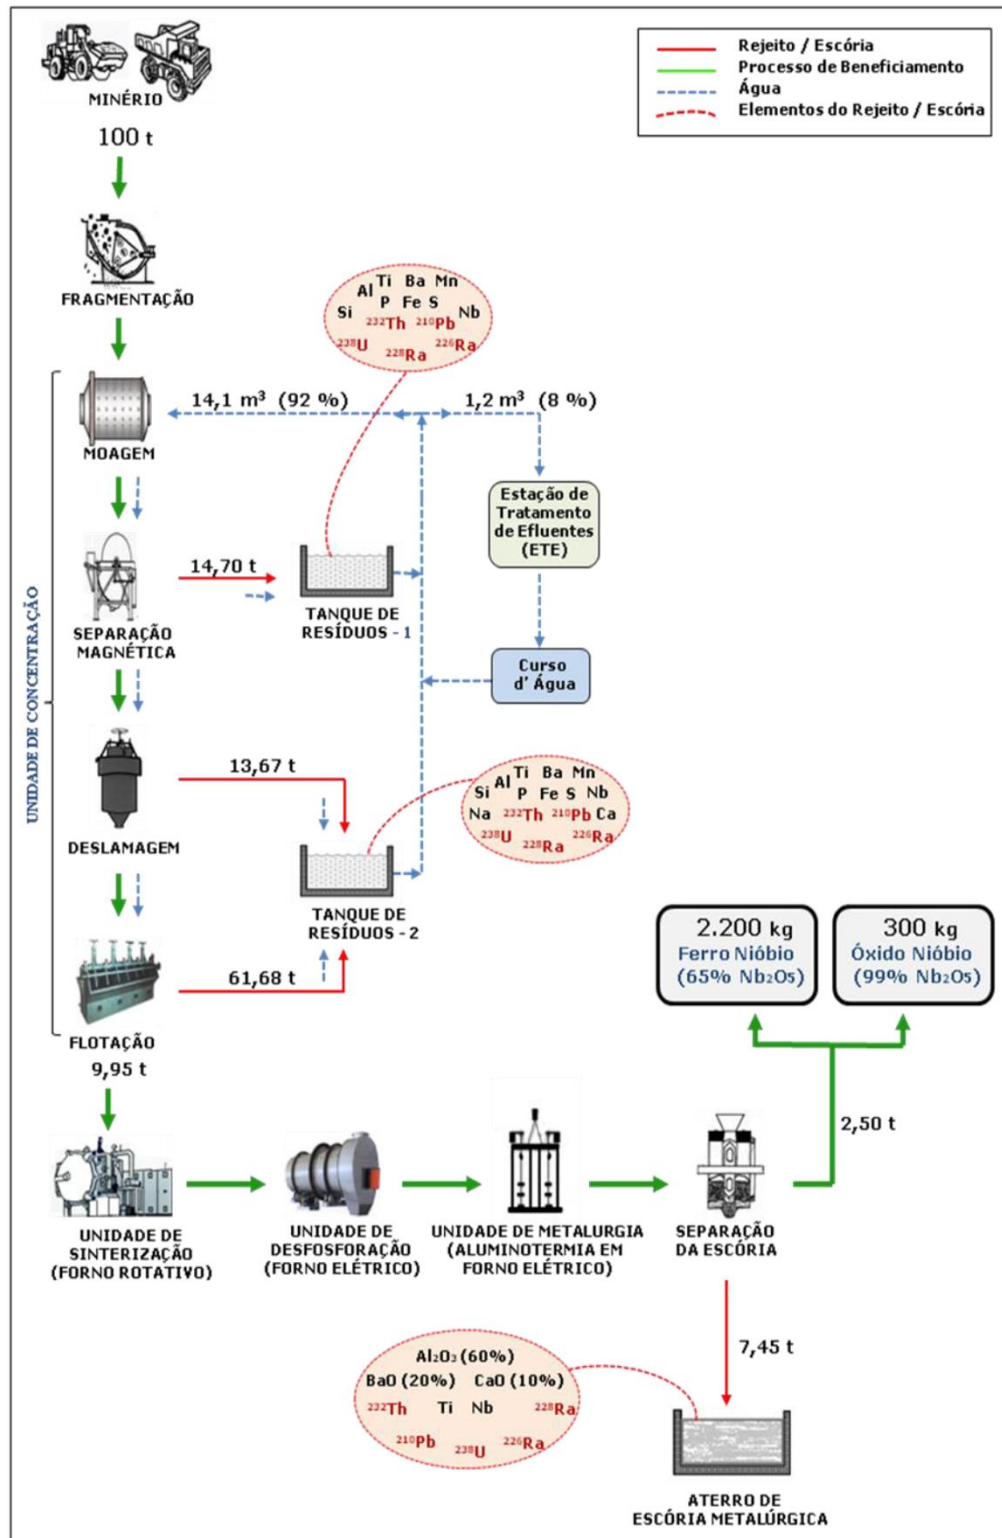 Rejeito / Escória
Processo de Beneficiamento
Água
Elementos do Rejeito / Escória
MINÉRIO
100 t
FRAGMENTAÇÃO
Ti Ba Mn
Al P Fe S
Si ²³²Th ²¹⁰Pb Nb
²³⁸U ²²⁸Ra ²²⁶Ra
14,1 m³ (92 %)
1,2 m³ (8 %)
MOAGEM
Estação de
Tratamento
de Efluentes
(ETE)
14,70 t
TANQUE DE
RESÍDUOS - 1
SEPARAÇÃO
MAGNÉTICA
Curso
d' Água
UNIDADE DE CONCENTRAÇÃO
13,67 t
Ti Ba Mn
Si Al P Fe S Nb
Na ²³²Th ²¹⁰Pb Ca
²³⁸U ²²⁸Ra ²²⁶Ra
DESLAMAGEM
TANQUE DE
RESÍDUOS - 2
61,68 t
FLOTAÇÃO
9,95 t
2.200 kg
Ferro Nióbio
(65% Nb₂O₅)
300 kg
Óxido Nióbio
(99% Nb₂O₅)
2,50 t
UNIDADE DE
SINTERIZAÇÃO
(FORNO ROTATIVO)
UNIDADE DE
DESFOSFORAÇÃO
(FORNO ELÉTRICO)
UNIDADE DE METALURGIA
(ALUMINOTERMIA EM
FORNO ELÉTRICO)
SEPARAÇÃO
DA ESCÓRIA
7,45 t
Al₂O₃ (60%)
BaO (20%) CaO (10%)
²³²Th Ti Nb ²²⁸Ra
²¹⁰Pb ²³⁸U ²²⁶Ra
ATERRO DE
ESCÓRIA METALÚRGICA